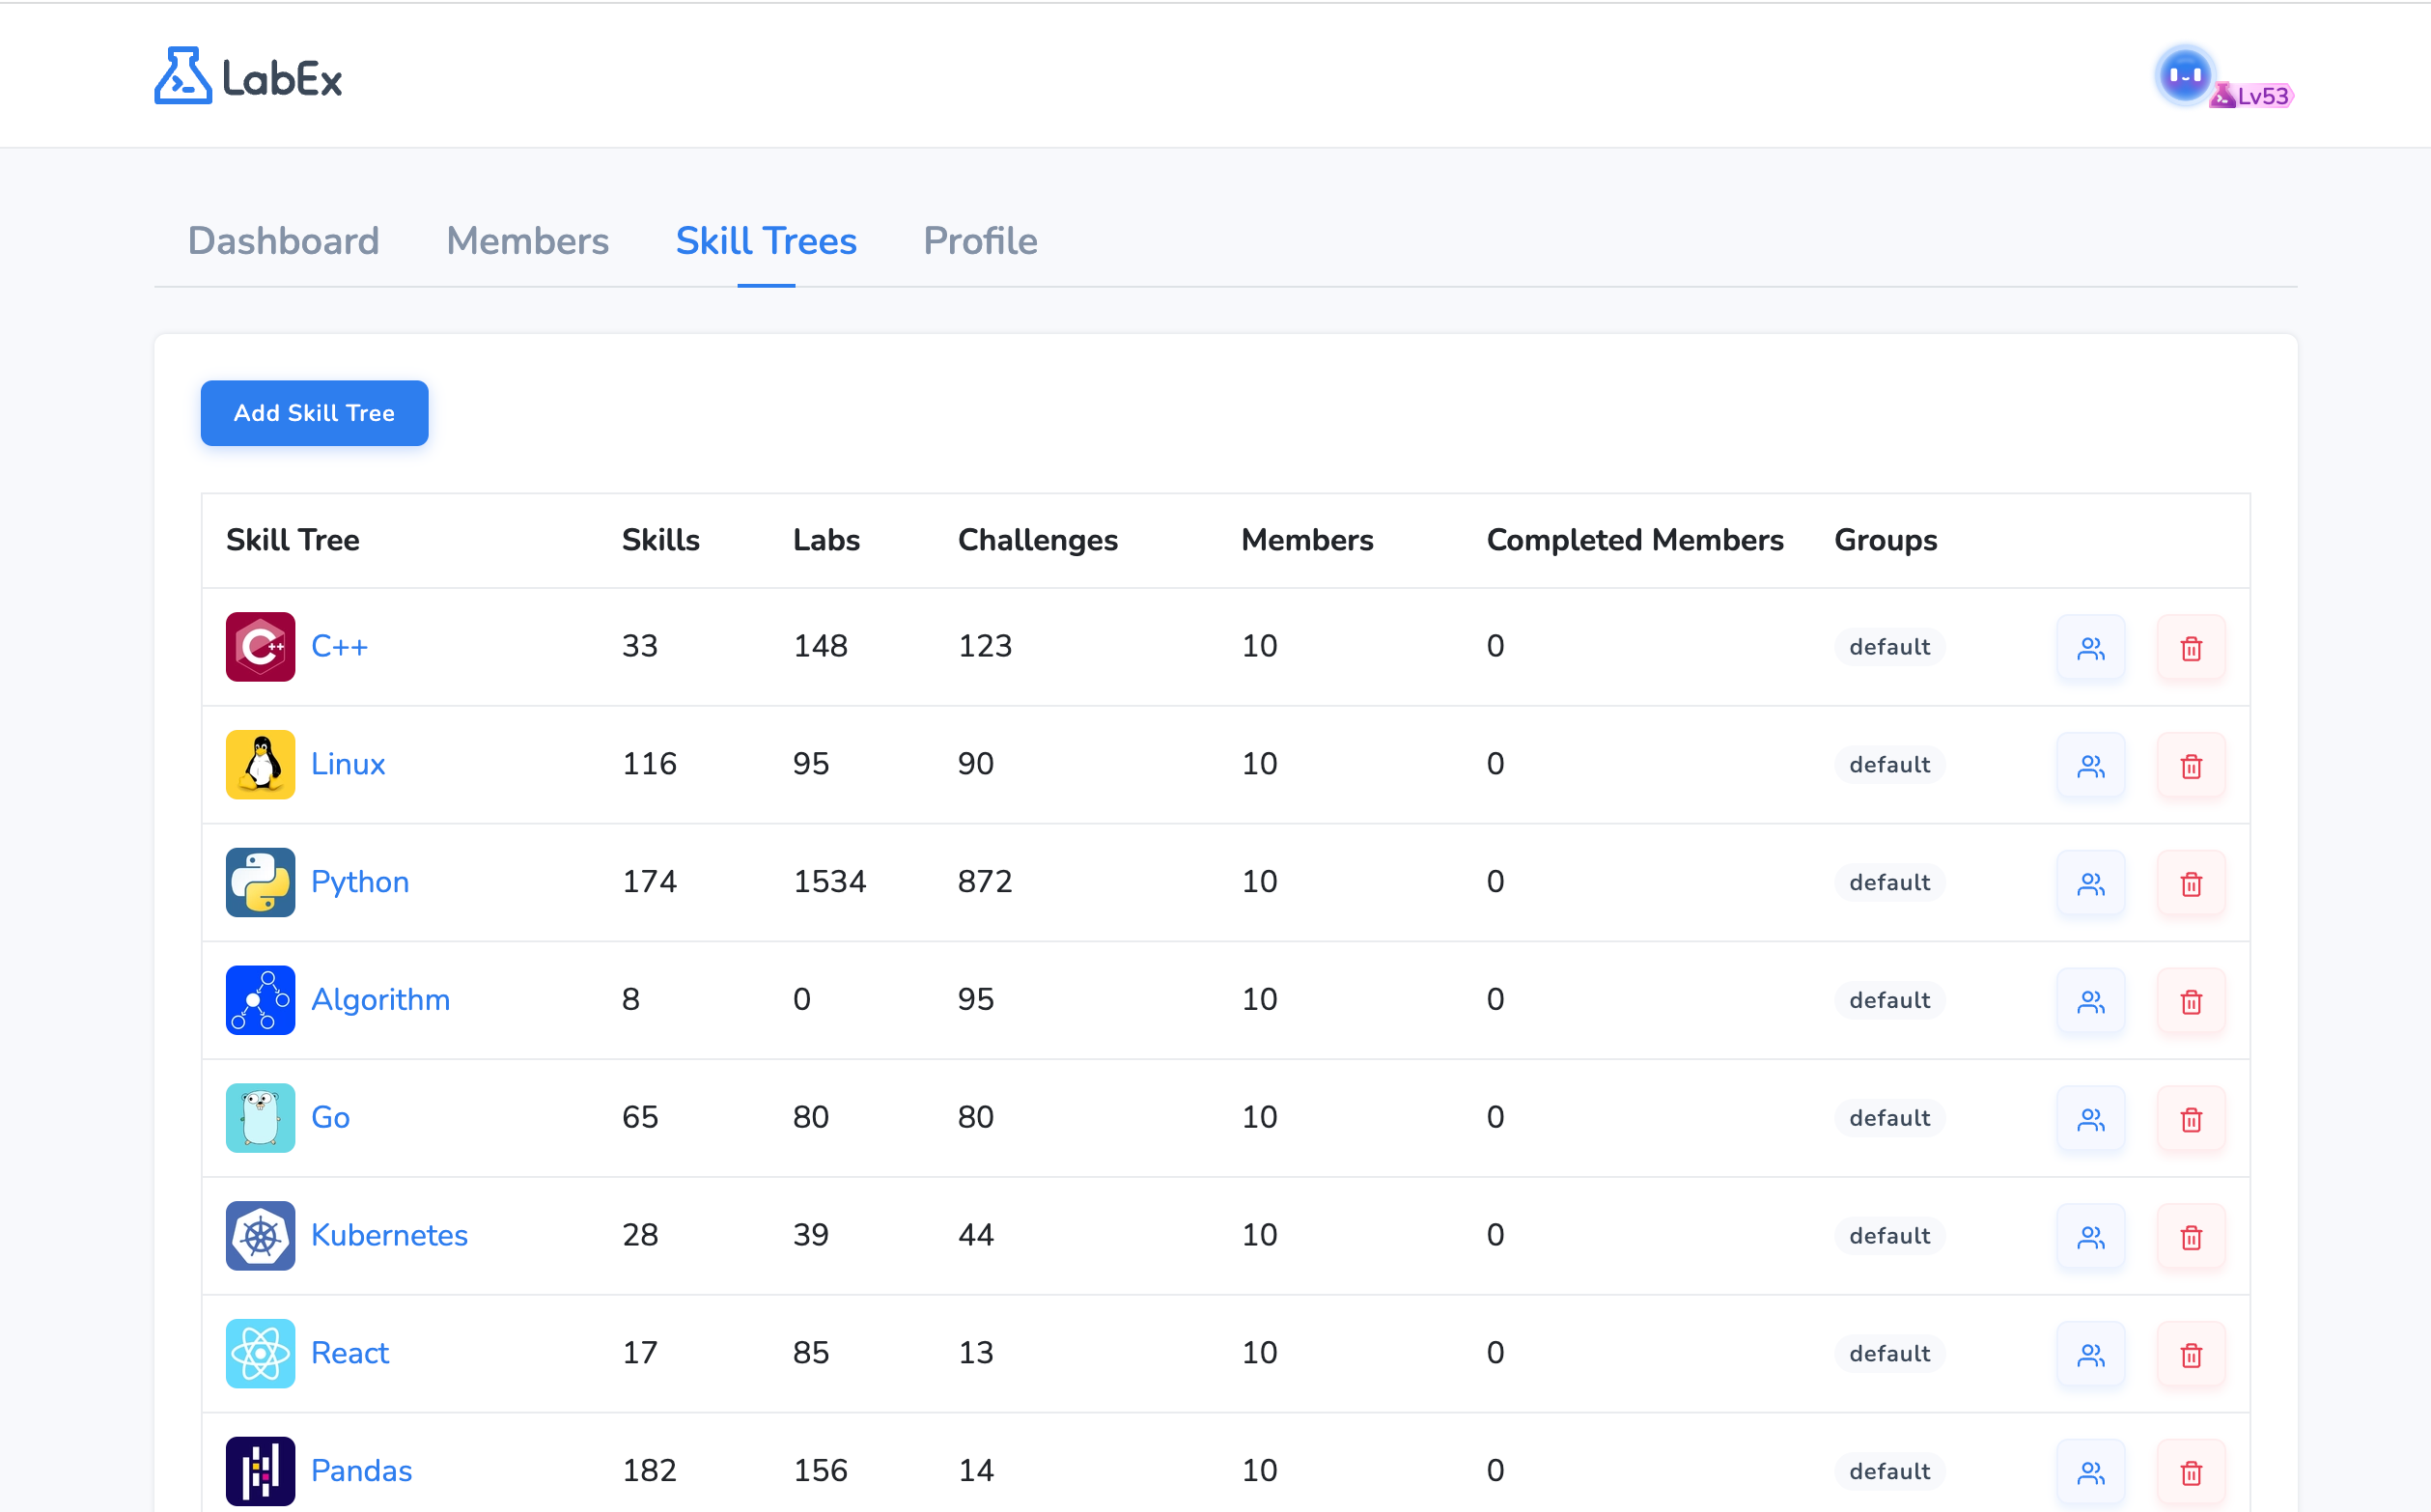 LabEx
Lv53
Dashboard Members Skill Trees Profile
Add Skill Tree
Skill Tree Skills Labs Challenges Members Completed Members Groups
C++ 33 148 123 10 0 default
Linux 116 95 90 10 0 default
Python 174 1534 872 10 0 default
Algorithm 8 0 95 10 0 default
Go 65 80 80 10 0 default
Kubernetes 28 39 44 10 0 default
React 17 85 13 10 0 default
Pandas 182 156 14 10 0 default